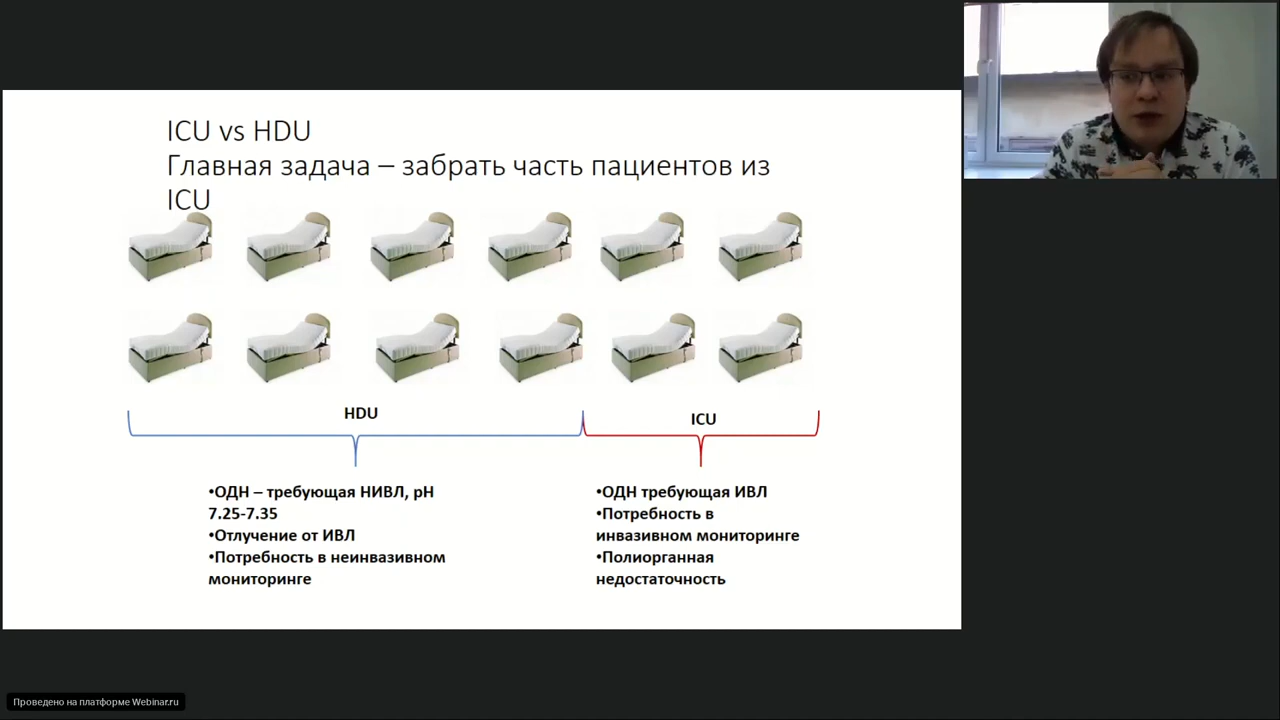 ICU vs HDU
Главная задача – забрать часть пациентов из
ICU
HDU
•ОДН – требующая НИВЛ, pH
7.25-7.35
•Отлучение от ИВЛ
•Потребность в неинвазивном
мониторинге
ICU
•ОДН требующая ИВЛ
•Потребность в
инвазивном мониторинге
•Полиорганная
недостаточность
Проведено на платформе Webinar.ru